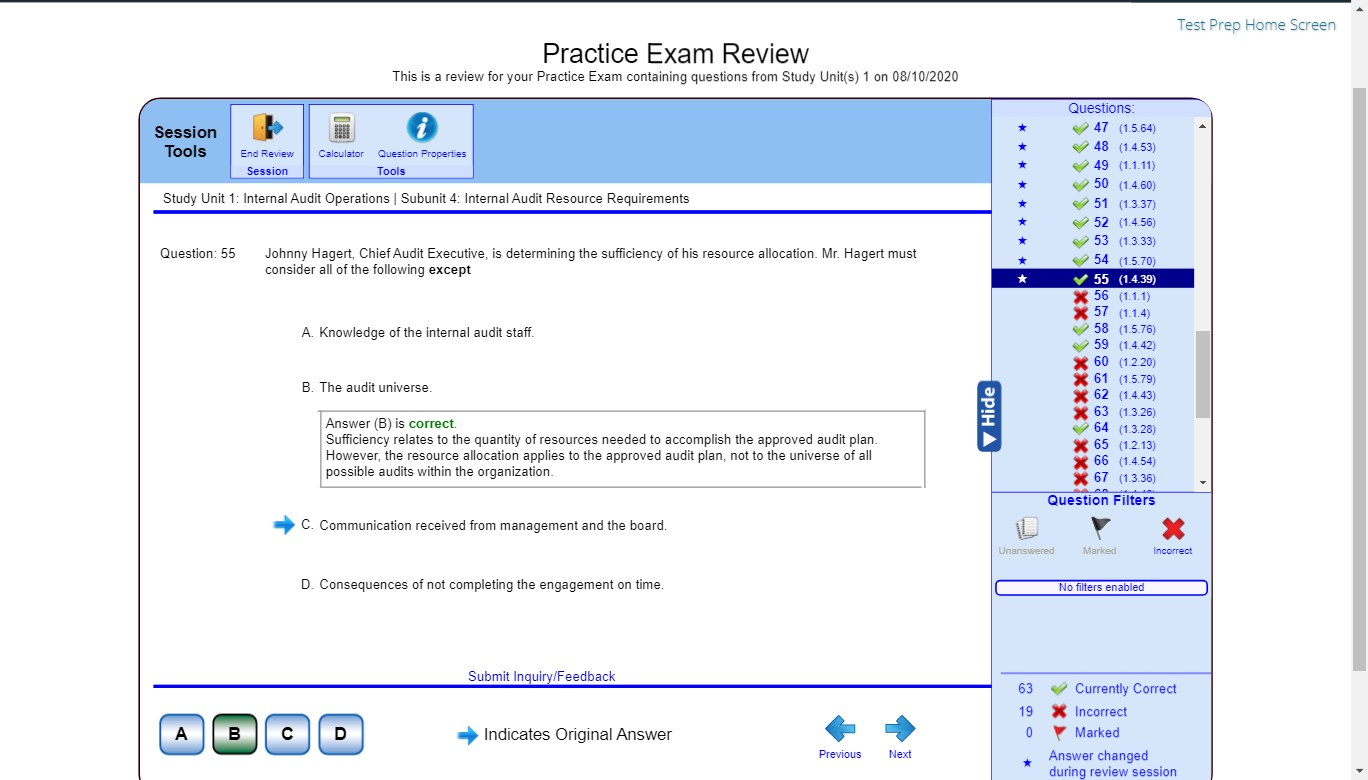 Test Prep Home Screen
Practice Exam Review
This is a review for your Practice Exam containing questions from Study Unit(s) 1 on 08/10/2020
Session Tools
End Review
Session
Calculator
Question Properties
Tools
Study Unit 1: Internal Audit Operations | Subunit 4: Internal Audit Resource Requirements
Question: 55
Johnny Hagert, Chief Audit Executive, is determining the sufficiency of his resource allocation. Mr. Hagert must
consider all of the following except
A. Knowledge of the internal audit staff.
B. The audit universe.
Answer (B) is correct.
Sufficiency relates to the quantity of resources needed to accomplish the approved audit plan.
However, the resource allocation applies to the approved audit plan, not to the universe of all
possible audits within the organization.
C. Communication received from management and the board.
D. Consequences of not completing the engagement on time.
Submit Inquiry/Feedback
A B C D
Indicates Original Answer
Previous
Next
Questions:
47 (1.5.64)
48 (1.4.53)
49 (1.1.11)
50 (1.4.60)
51 (1.3.37)
52 (1.4.56)
53 (1.3.33)
54 (1.5.70)
55 (1.4.39)
56 (1.1.1)
57 (1.1.4)
58 (1.5.76)
59 (1.4.42)
60 (1.2.20)
61 (1.5.79)
62 (1.4.43)
63 (1.3.26)
64 (1.3.28)
65 (1.2.13)
66 (1.4.54)
67 (1.3.36)
Hide
Question Filters
Unanswered
Marked
Incorrect
No filters enabled
63 Currently Correct
19 Incorrect
0 Marked
Answer changed
during review session